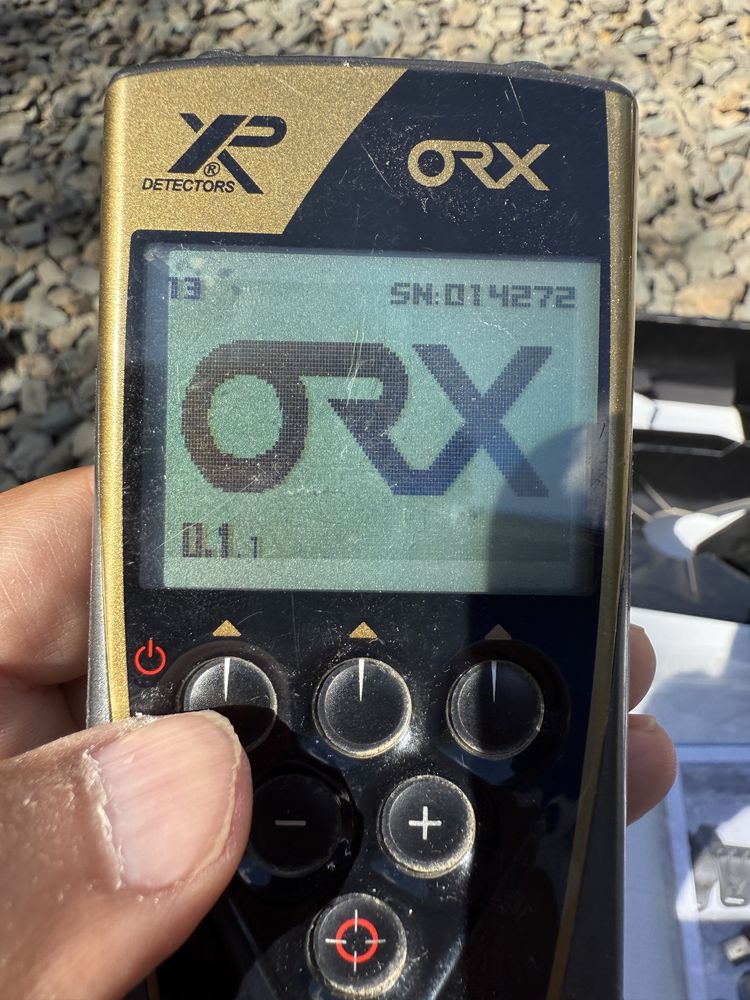 XP
®
DETECTORS
ORX
13 SN:014272
ORX
0.1.1
− +